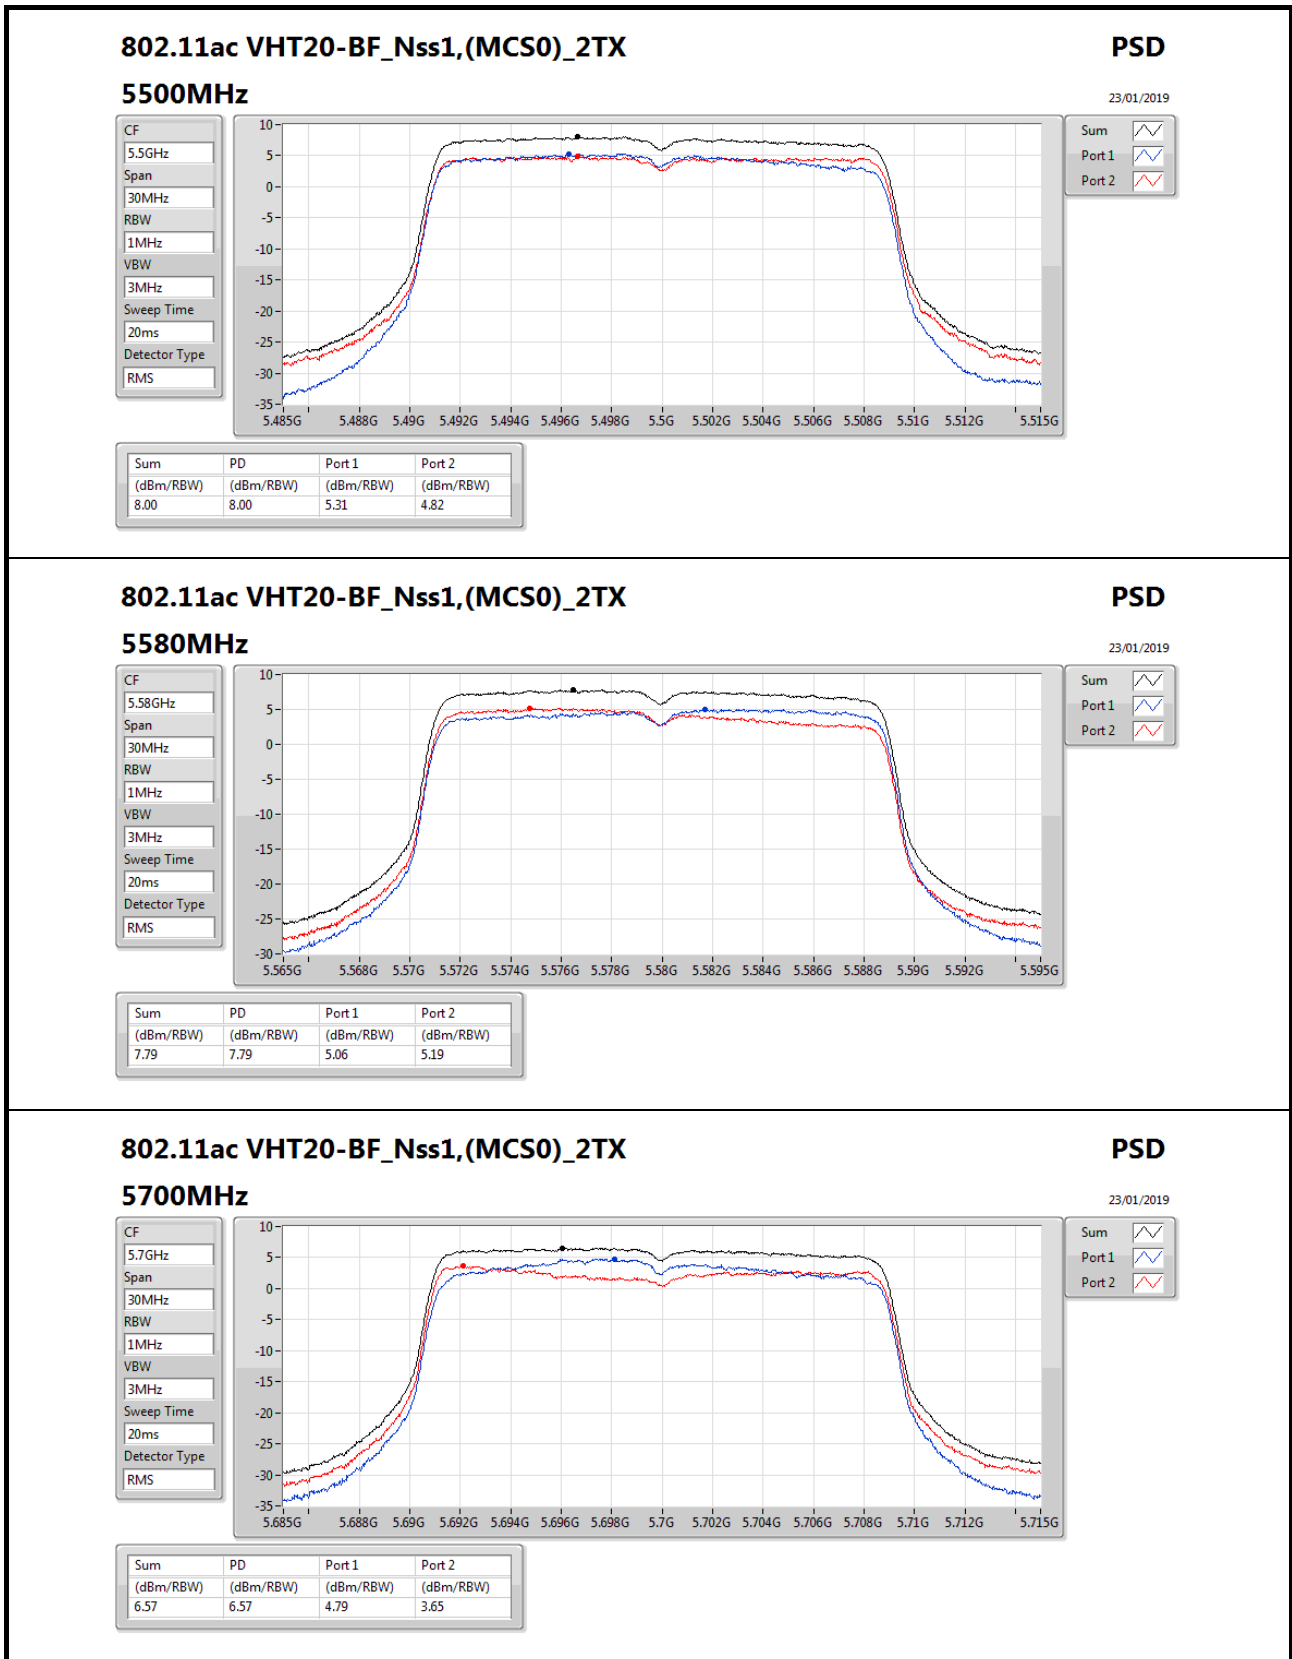 802.11ac VHT20-BF_Nss1,(MCS0)_2TX PSD
5500MHz 23/01/2019
CF
5.5GHz
Span
30MHz
RBW
1MHz
VBW
3MHz
Sweep Time
20ms
Detector Type
RMS
10
5
0
-5
-10
-15
-20
-25
-30
-35
5.485G 5.488G 5.49G 5.492G 5.494G 5.496G 5.498G 5.5G 5.502G 5.504G 5.506G 5.508G 5.51G 5.512G 5.515G
Sum
Port 1
Port 2
Sum PD Port 1 Port 2
(dBm/RBW) (dBm/RBW) (dBm/RBW) (dBm/RBW)
8.00 8.00 5.31 4.82
802.11ac VHT20-BF_Nss1,(MCS0)_2TX PSD
5580MHz 23/01/2019
CF
5.58GHz
Span
30MHz
RBW
1MHz
VBW
3MHz
Sweep Time
20ms
Detector Type
RMS
10
5
0
-5
-10
-15
-20
-25
-30
5.565G 5.568G 5.57G 5.572G 5.574G 5.576G 5.578G 5.58G 5.582G 5.584G 5.586G 5.588G 5.59G 5.592G 5.595G
Sum
Port 1
Port 2
Sum PD Port 1 Port 2
(dBm/RBW) (dBm/RBW) (dBm/RBW) (dBm/RBW)
7.79 7.79 5.06 5.19
802.11ac VHT20-BF_Nss1,(MCS0)_2TX PSD
5700MHz 23/01/2019
CF
5.7GHz
Span
30MHz
RBW
1MHz
VBW
3MHz
Sweep Time
20ms
Detector Type
RMS
10
5
0
-5
-10
-15
-20
-25
-30
-35
5.685G 5.688G 5.69G 5.692G 5.694G 5.696G 5.698G 5.7G 5.702G 5.704G 5.706G 5.708G 5.71G 5.712G 5.715G
Sum
Port 1
Port 2
Sum PD Port 1 Port 2
(dBm/RBW) (dBm/RBW) (dBm/RBW) (dBm/RBW)
6.57 6.57 4.79 3.65